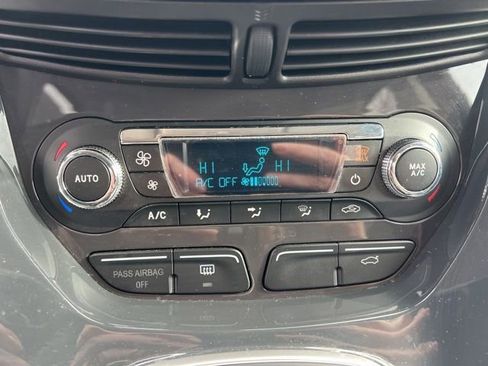 HI HI
A/C OFF
AUTO
MAX
A/C
A/C
PASS AIRBAG
OFF
R